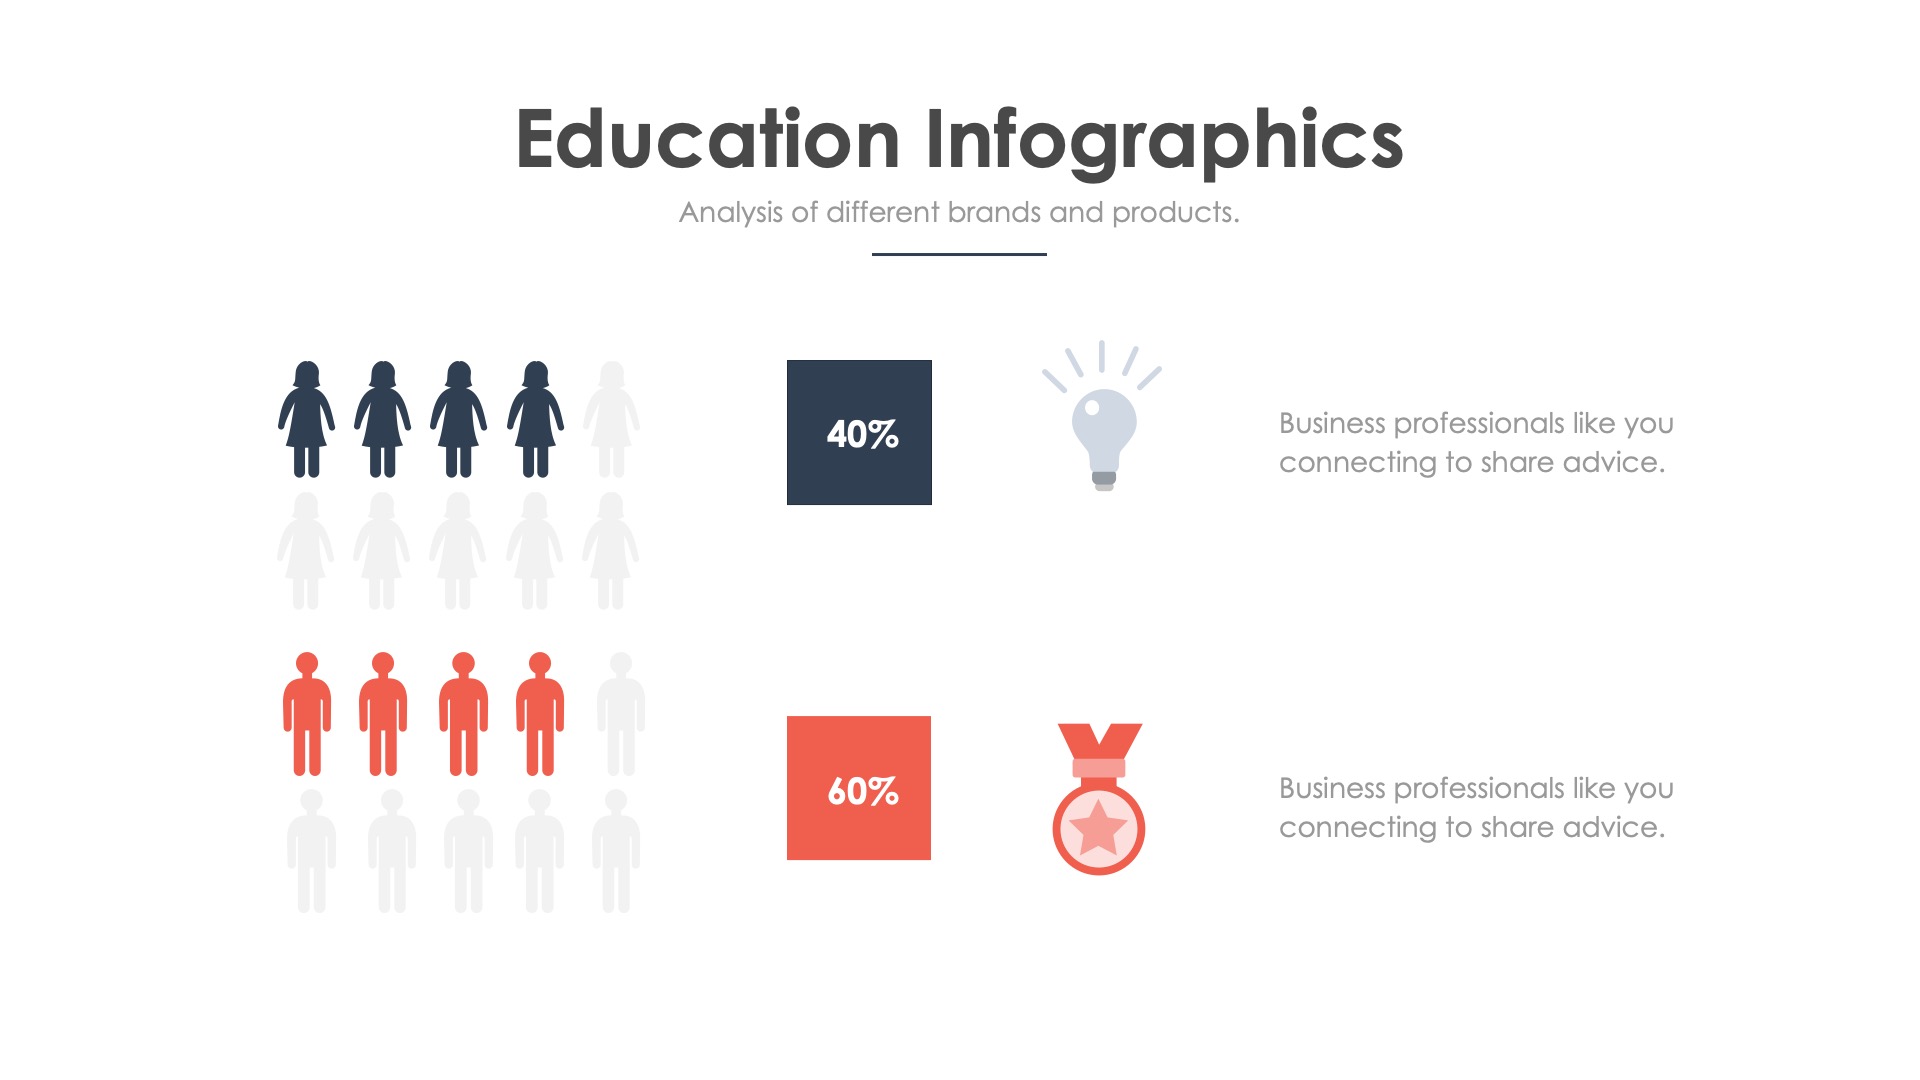 Education Infographics
Analysis of different brands and products.
40%
Business professionals like you
connecting to share advice.
60%
Business professionals like you
connecting to share advice.